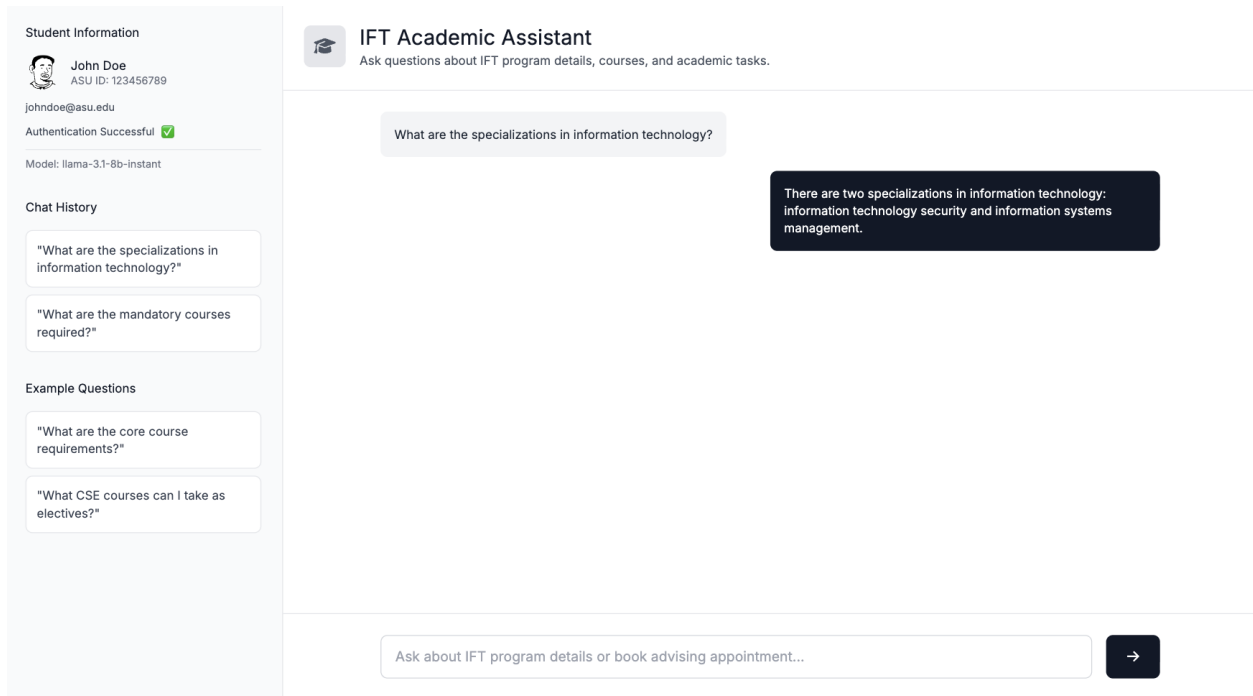 Student Information
John Doe
ASU ID: 123456789
johndoe@asu.edu
Authentication Successful ✅
Model: llama-3.1-8b-instant
Chat History
"What are the specializations in
information technology?"
"What are the mandatory courses
required?"
Example Questions
"What are the core course
requirements?"
"What CSE courses can I take as
electives?"
IFT Academic Assistant
Ask questions about IFT program details, courses, and academic tasks.
What are the specializations in information technology?
There are two specializations in information technology:
information technology security and information systems
management.
Ask about IFT program details or book advising appointment...